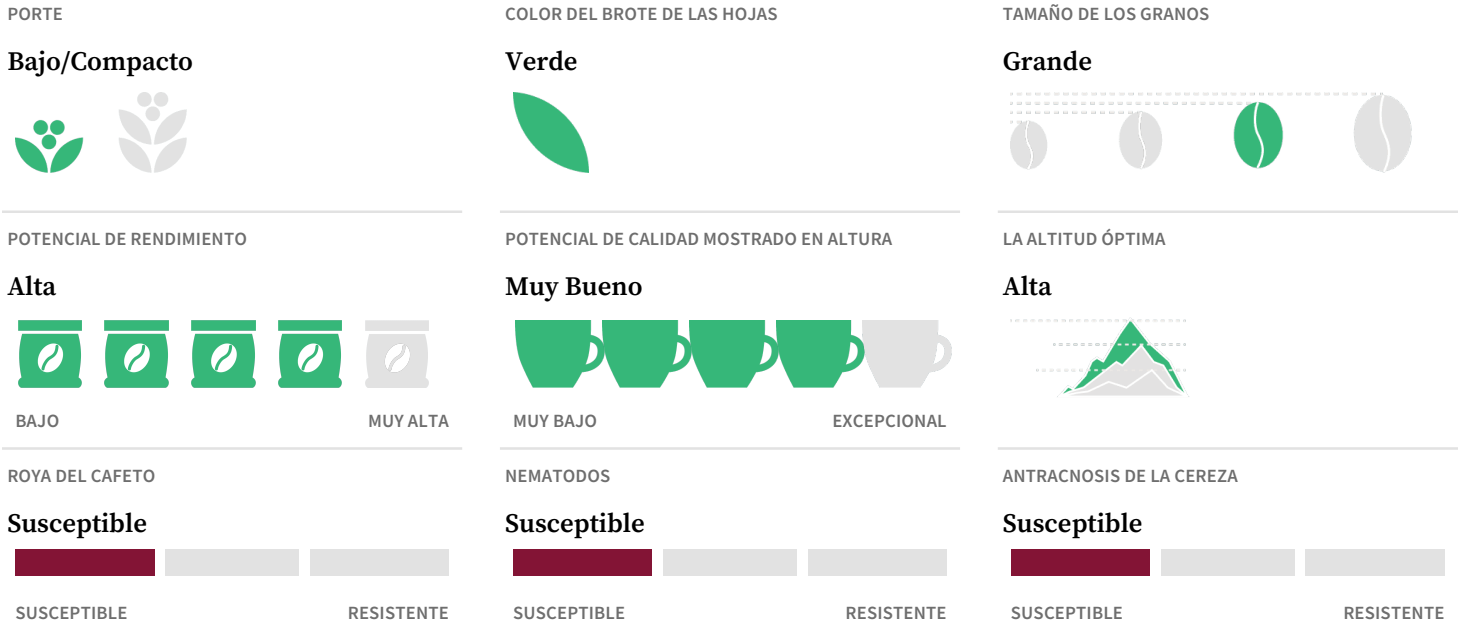 PORTE
Bajo/Compacto
COLOR DEL BROTE DE LAS HOJAS
Verde
TAMAÑO DE LOS GRANOS
Grande
POTENCIAL DE RENDIMIENTO
Alta
BAJO
MUY ALTA
POTENCIAL DE CALIDAD MOSTRADO EN ALTURA
Muy Bueno
MUY BAJO
EXCEPCIONAL
LA ALTITUD ÓPTIMA
Alta
ROYA DEL CAFETO
Susceptible
SUSCEPTIBLE
RESISTENTE
NEMATODOS
Susceptible
SUSCEPTIBLE
RESISTENTE
ANTRACNOSIS DE LA CEREZA
Susceptible
SUSCEPTIBLE
RESISTENTE